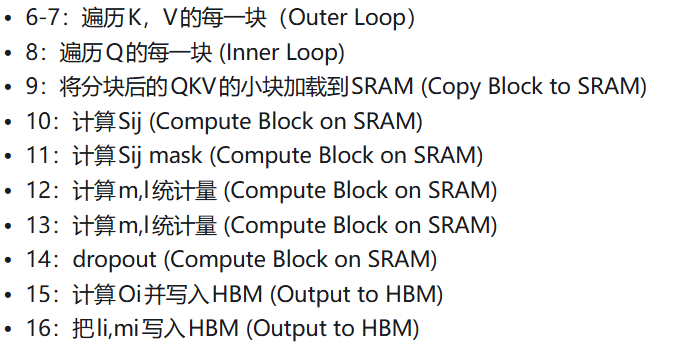 • 6-7：遍历K，V的每一块（Outer Loop）
• 8：遍历Q的每一块 (Inner Loop)
• 9：将分块后的QKV的小块加载到SRAM (Copy Block to SRAM)
• 10：计算Sij (Compute Block on SRAM)
• 11：计算Sij mask (Compute Block on SRAM)
• 12：计算m,l统计量 (Compute Block on SRAM)
• 13：计算m,l统计量 (Compute Block on SRAM)
• 14：dropout (Compute Block on SRAM)
• 15：计算Oi并写入HBM (Output to HBM)
• 16：把li,mi写入HBM (Output to HBM)